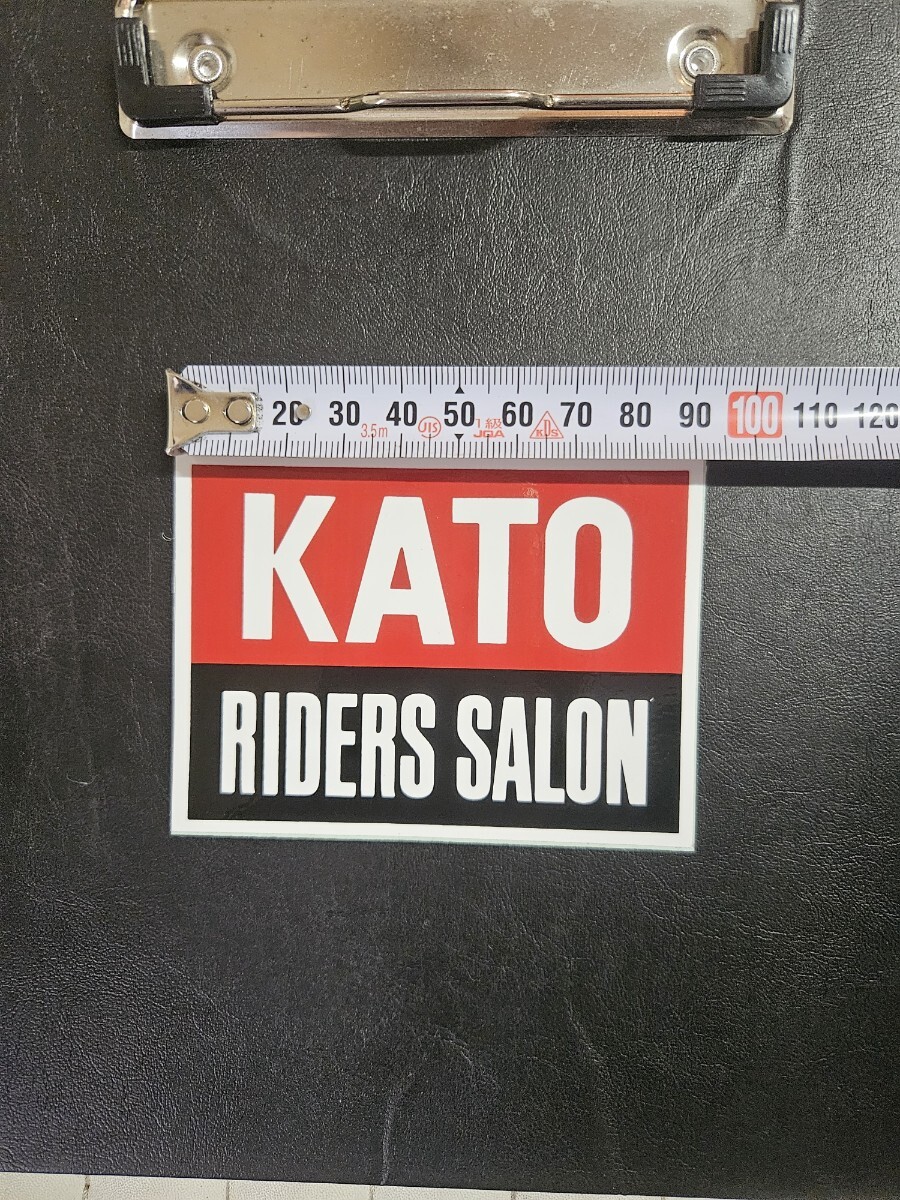 20 30 40 50 60 70 80 90 100 110 120
3.5m JIS 1級 KDS
JQA
KATO
RIDERS SALON